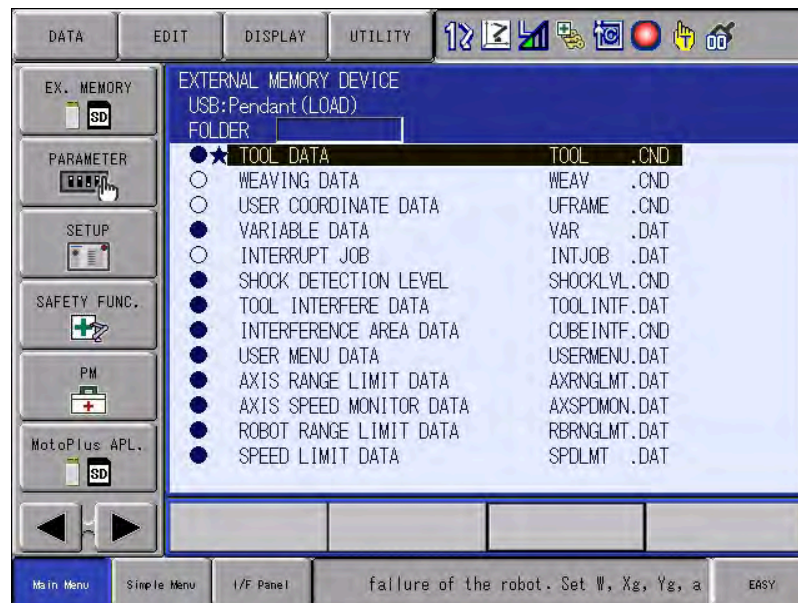 DATA EDIT DISPLAY UTILITY
EX. MEMORY
SD
PARAMETER
SETUP
SAFETY FUNC.
PM
MotoPlus APL.
SD
EXTERNAL MEMORY DEVICE
USB:Pendant(LOAD)
FOLDER
TOOL DATA TOOL .CND
WEAVING DATA WEAV .CND
USER COORDINATE DATA UFRAME .CND
VARIABLE DATA VAR .DAT
INTERRUPT JOB INTJOB .DAT
SHOCK DETECTION LEVEL SHOCKLVL.CND
TOOL INTERFERE DATA TOOLINTF.DAT
INTERFERENCE AREA DATA CUBEINTF.CND
USER MENU DATA USERMENU.DAT
AXIS RANGE LIMIT DATA AXRNGLMT.DAT
AXIS SPEED MONITOR DATA AXSPDMON.DAT
ROBOT RANGE LIMIT DATA RBRNGLMT.DAT
SPEED LIMIT DATA SPDLMT .DAT
Main Menu Simple Menu I/F Panel failure of the robot. Set W, Xg, Yg, a EASY